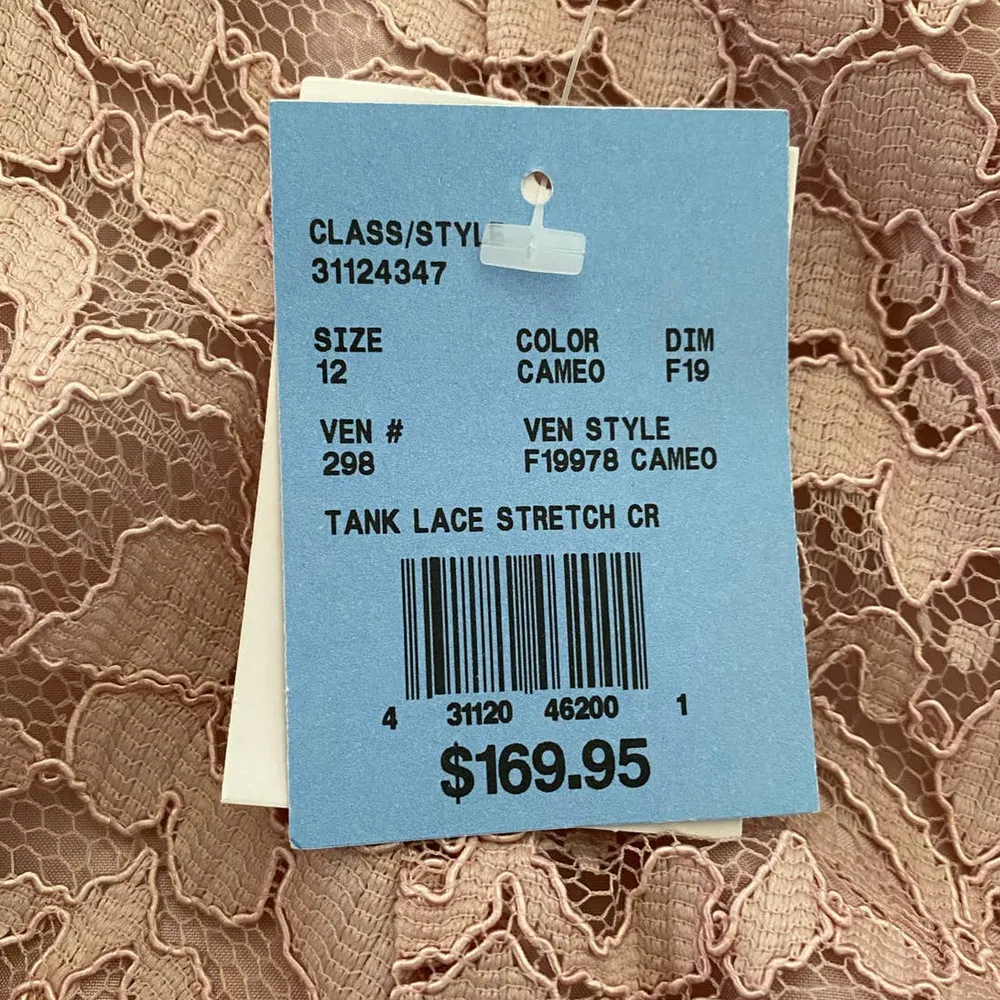 CLASS/STYLE
31124347
SIZE COLOR DIM
12 CAMEO F19
VEN # VEN STYLE
298 F19978 CAMEO
TANK LACE STRETCH CR
4 31120 46200 1
$169.95